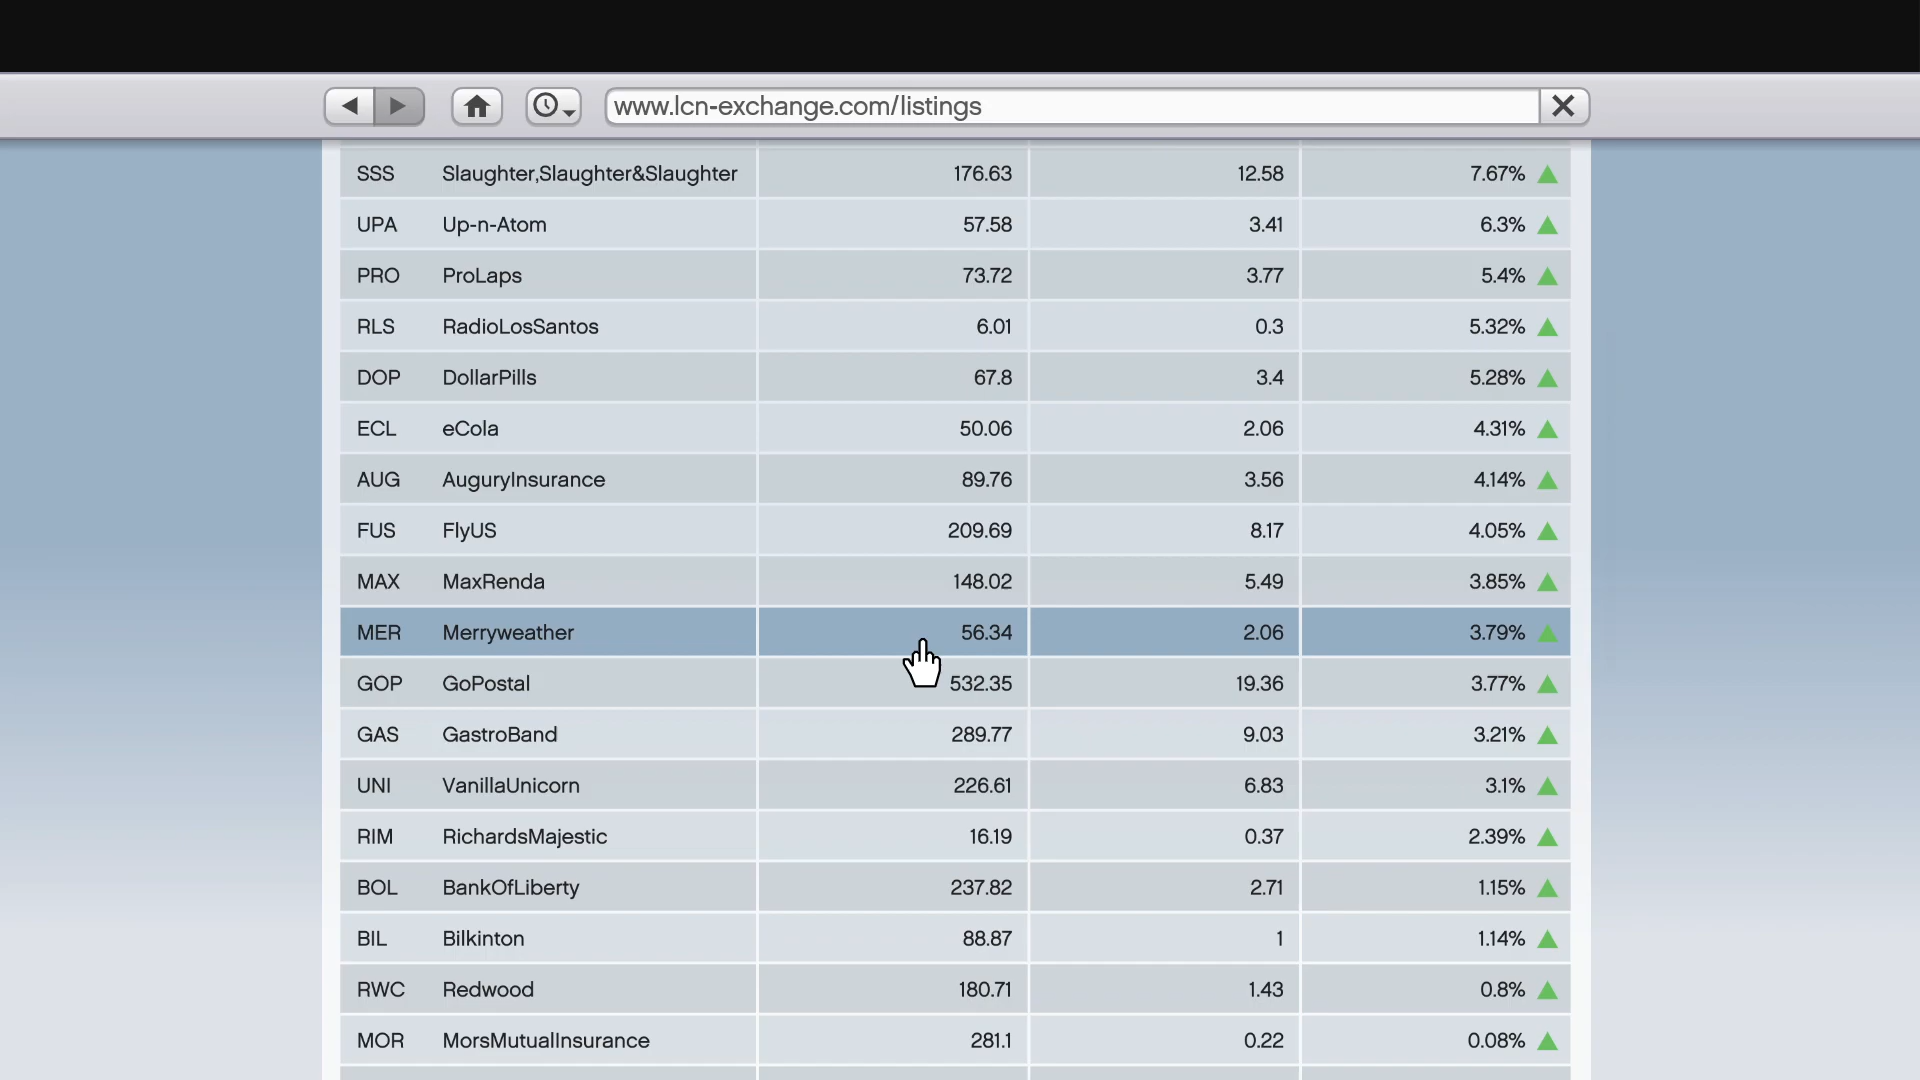 www.lcn-exchange.com/listings
SSS Slaughter,Slaughter&Slaughter 176.63 12.58 7.67%
UPA Up-n-Atom 57.58 3.41 6.3%
PRO ProLaps 73.72 3.77 5.4%
RLS RadioLosSantos 6.01 0.3 5.32%
DOP DollarPills 67.8 3.4 5.28%
ECL eCola 50.06 2.06 4.31%
AUG AuguryInsurance 89.76 3.56 4.14%
FUS FlyUS 209.69 8.17 4.05%
MAX MaxRenda 148.02 5.49 3.85%
MER Merryweather 56.34 2.06 3.79%
GOP GoPostal 532.35 19.36 3.77%
GAS GastroBand 289.77 9.03 3.21%
UNI VanillaUnicorn 226.61 6.83 3.1%
RIM RichardsMajestic 16.19 0.37 2.39%
BOL BankOfLiberty 237.82 2.71 1.15%
BIL Bilkinton 88.87 1 1.14%
RWC Redwood 180.71 1.43 0.8%
MOR MorsMutualInsurance 281.1 0.22 0.08%